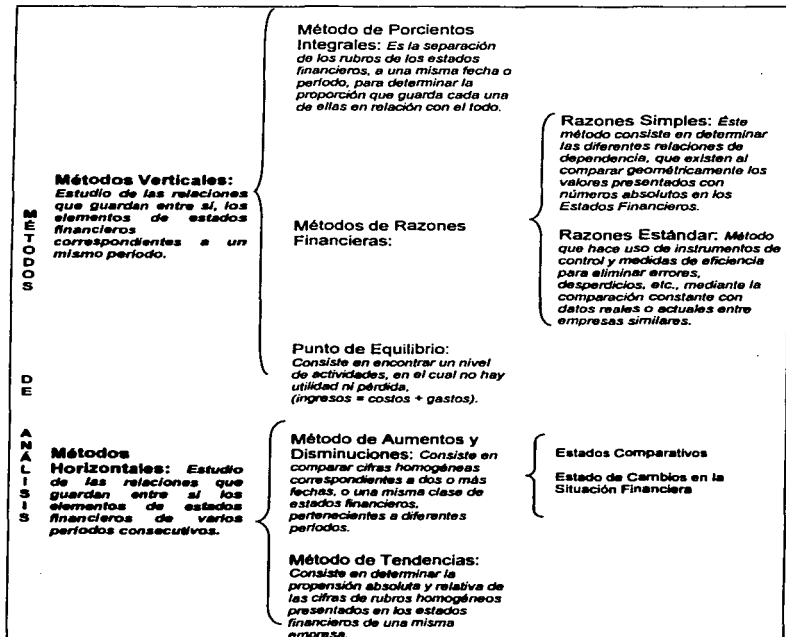 MÉTODOS
DE
ANÁLISIS
Métodos Verticales:
Estudio de las relaciones
que guardan entre sí, los
elementos de estados
financieros
correspondientes a un
mismo período.
Método de Porcientos
Integrales: Es la separación
de los rubros de los estados
financieros, a una misma fecha o
período, para determinar la
proporción que guarda cada una
de ellas en relación con el todo.
Métodos de Razones
Financieras:
Razones Simples: Éste
método consiste en determinar
las diferentes relaciones de
dependencia, que existen al
comparar geométricamente los
valores presentados con
números absolutos en los
Estados Financieros.
Razones Estándar: Método
que hace uso de instrumentos de
control y medidas de eficiencia
para eliminar errores,
desperdicios, etc., mediante la
comparación constante con
datos reales o actuales entre
empresas similares.
Punto de Equilibrio:
Consiste en encontrar un nivel
de actividades, en el cual no hay
utilidad ni pérdida,
(ingresos = costos + gastos).
Métodos
Horizontales: Estudio
de las relaciones que
guardan entre sí los
elementos de estados
financieros de varios
períodos consecutivos.
Método de Aumentos y
Disminuciones: Consiste en
comparar cifras homogéneas
correspondientes a dos o más
fechas, o una misma clase de
estados financieros,
pertenecientes a diferentes
períodos.
Estados Comparativos
Estado de Cambios en la
Situación Financiera
Método de Tendencias:
Consiste en determinar la
propensión absoluta y relativa de
las cifras de rubros homogéneos
presentados en los estados
financieros de una misma
empresa.